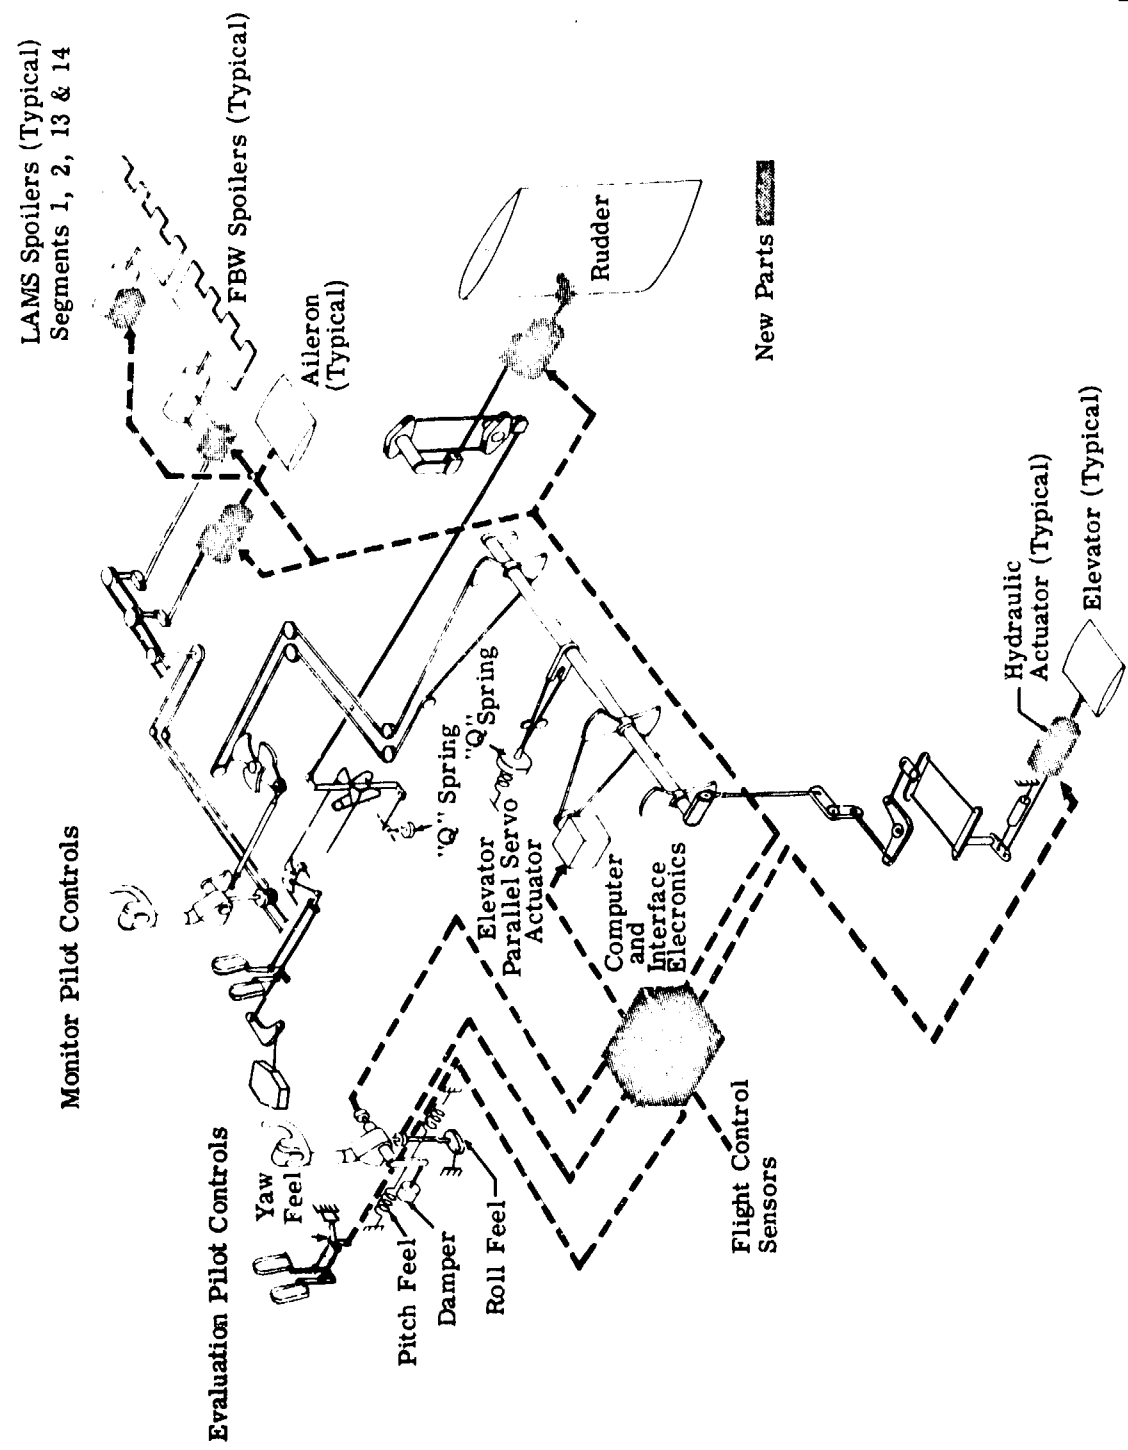 LAMS Spoilers (Typical)
Segments 1, 2, 13 & 14
FBW Spoilers (Typical)
Aileron
(Typical)
Rudder
New Parts
Monitor Pilot Controls
"Q" Spring
"Q" Spring
Elevator
Parallel Servo
Actuator
Computer
and
Interface
Elecronics
Hydraulic
Actuator (Typical)
Elevator (Typical)
Evaluation Pilot Controls
Yaw
Feel
Pitch Feel
Damper
Roll Feel
Flight Control
Sensors